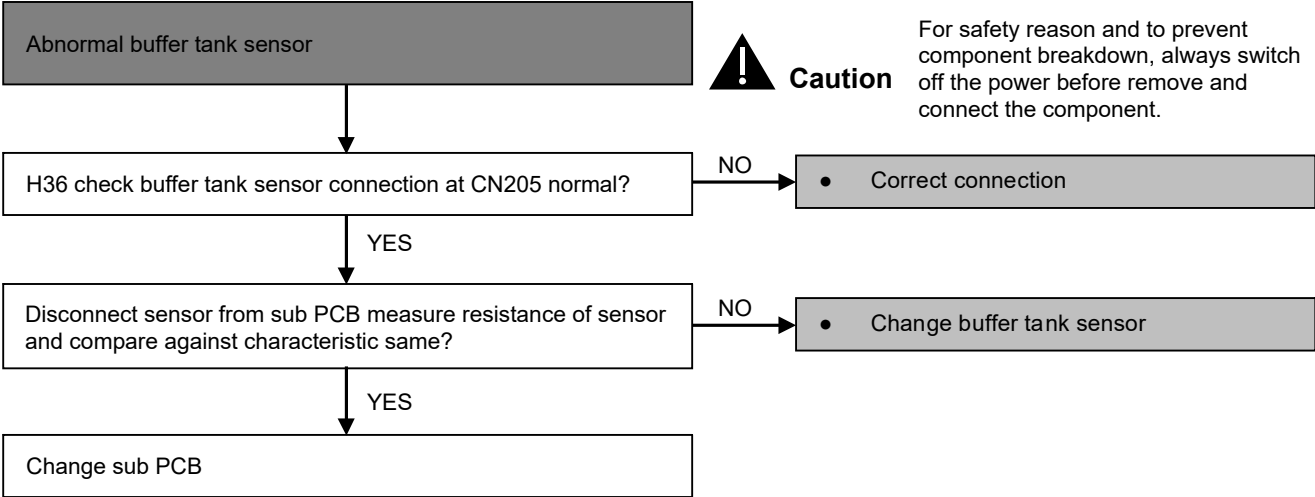 Abnormal buffer tank sensor
Caution
For safety reason and to prevent
component breakdown, always switch
off the power before remove and
connect the component.
H36 check buffer tank sensor connection at CN205 normal?
NO
● Correct connection
YES
Disconnect sensor from sub PCB measure resistance of sensor
and compare against characteristic same?
NO
● Change buffer tank sensor
YES
Change sub PCB